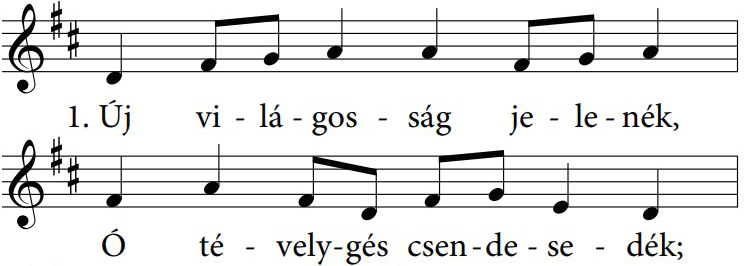 1. Új vi - lá - gos - ság je - le - nék,
Ó té - vely-gés csen-de - se - dék;